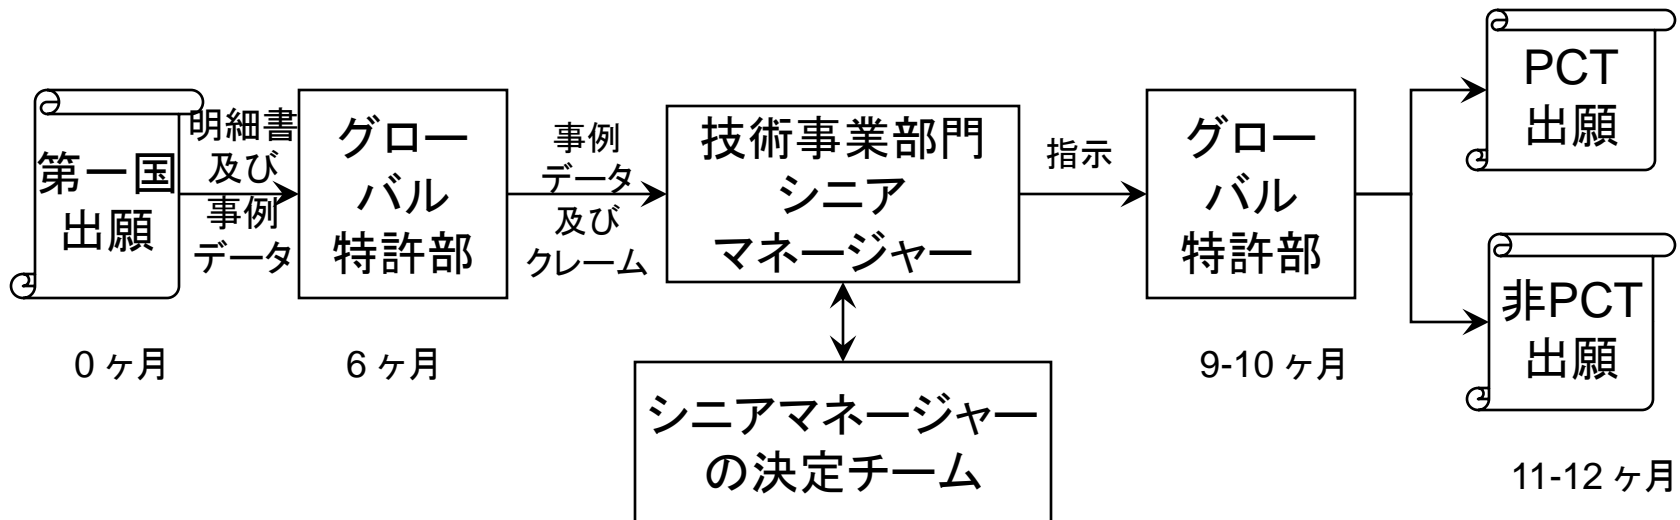 第一国
出願
明細書
及び
事例
データ
グロー
バル
特許部
事例
データ
及び
クレーム
技術事業部門
シニア
マネージャー
指示
グロー
バル
特許部
PCT
出願
非PCT
出願
0 ヶ月
6 ヶ月
9-10 ヶ月
11-12 ヶ月
シニアマネージャー
の決定チーム